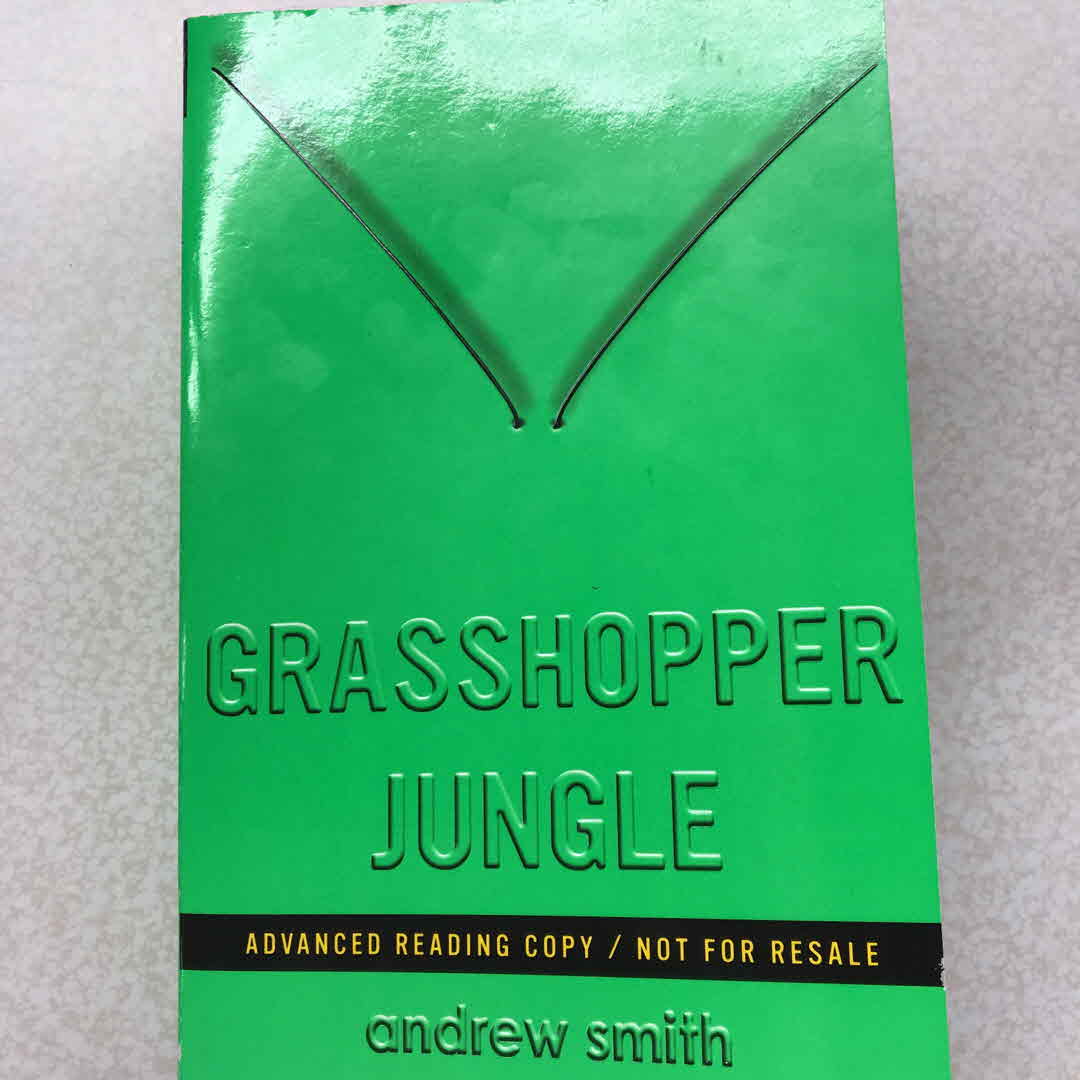 GRASSHOPPER
JUNGLE
ADVANCED READING COPY / NOT FOR RESALE
andrew smith